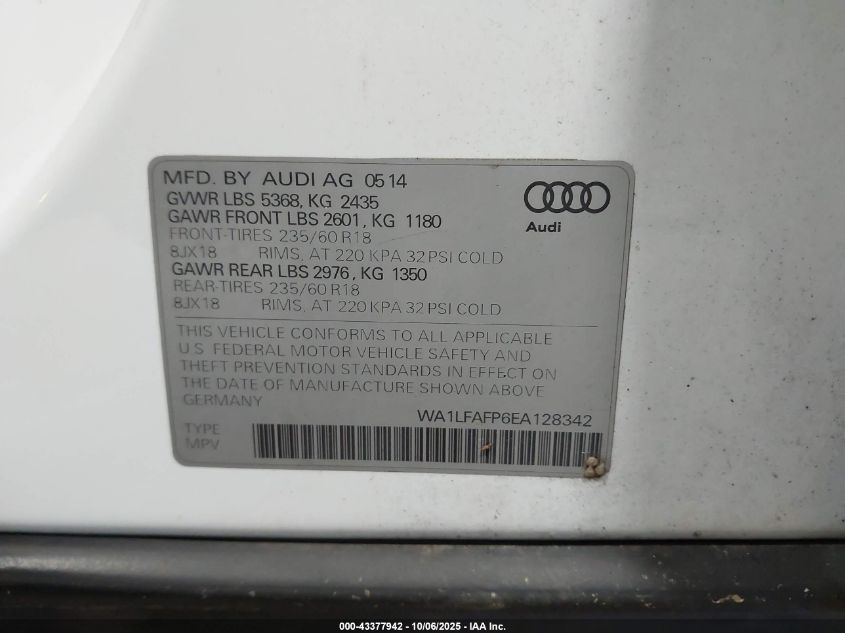 MFD. BY AUDI AG 0514
GVWR LBS 5368, KG 2435
GAWR FRONT LBS 2601, KG 1180
FRONT-TIRES 235/60 R18
8JX18 RIMS, AT 220 KPA 32 PSI COLD
GAWR REAR LBS 2976, KG 1350
REAR-TIRES 235/60 R18
8JX18 RIMS, AT 220 KPA 32 PSI COLD
Audi
THIS VEHICLE CONFORMS TO ALL APPLICABLE
U.S. FEDERAL MOTOR VEHICLE SAFETY AND
THEFT PREVENTION STANDARDS IN EFFECT ON
THE DATE OF MANUFACTURE SHOWN ABOVE
GERMANY
WA1LFAFP6EA128342
TYPE
MPV
000-43377942 - 10/06/2025 - IAA Inc.